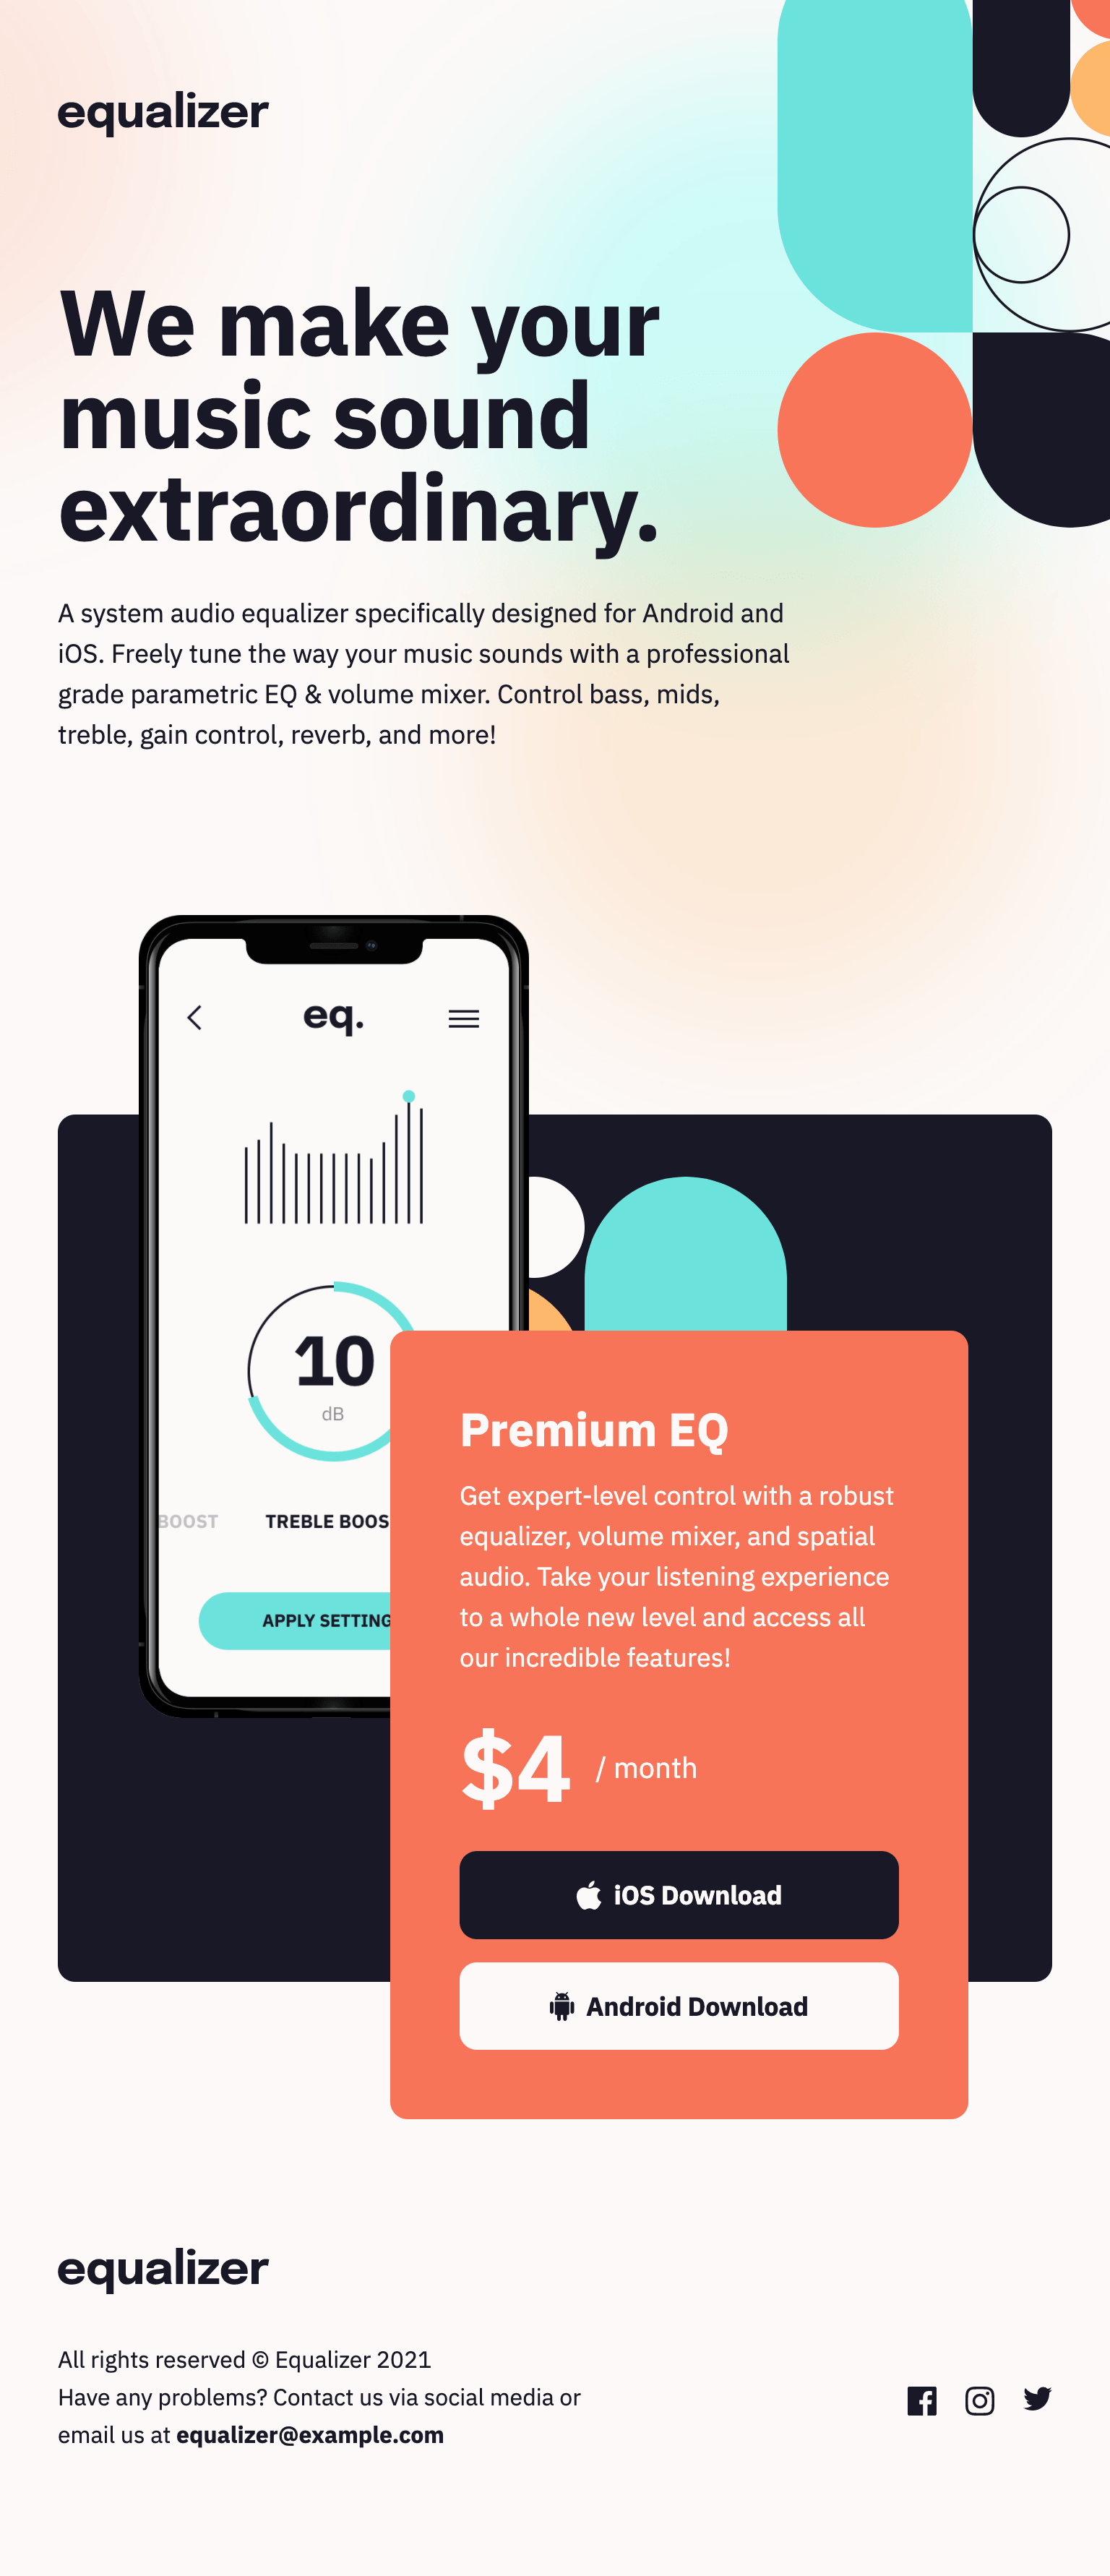 equalizer
We make your
music sound
extraordinary.
A system audio equalizer specifically designed for Android and
iOS. Freely tune the way your music sounds with a professional
grade parametric EQ & volume mixer. Control bass, mids,
treble, gain control, reverb, and more!
eq.
10
dB
BOOST
TREBLE BOOS
APPLY SETTING
Premium EQ
Get expert-level control with a robust
equalizer, volume mixer, and spatial
audio. Take your listening experience
to a whole new level and access all
our incredible features!
$4 / month
iOS Download
Android Download
equalizer
All rights reserved © Equalizer 2021
Have any problems? Contact us via social media or
email us at equalizer@example.com